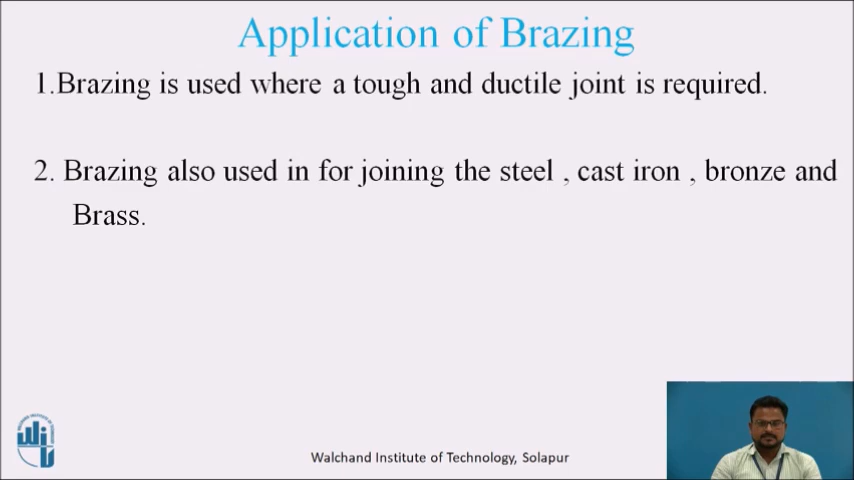 Application of Brazing
1.Brazing is used where a tough and ductile joint is required.
2. Brazing also used in for joining the steel , cast iron , bronze and
Brass.
Walchand Institute of Technology, Solapur